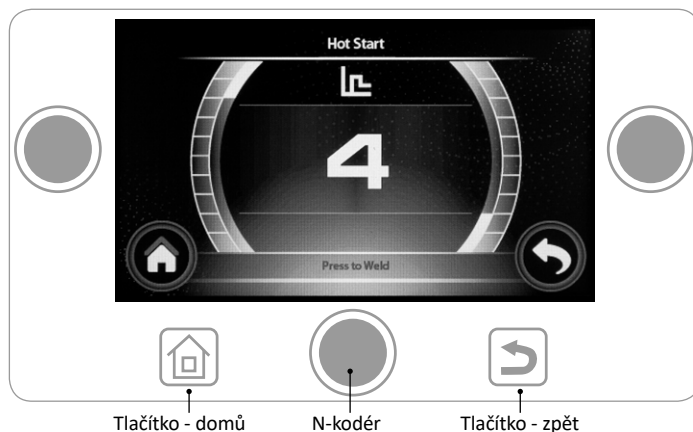 Hot Start
4
Press to Weld
Tlačítko - domů
N-kodér
Tlačítko - zpět